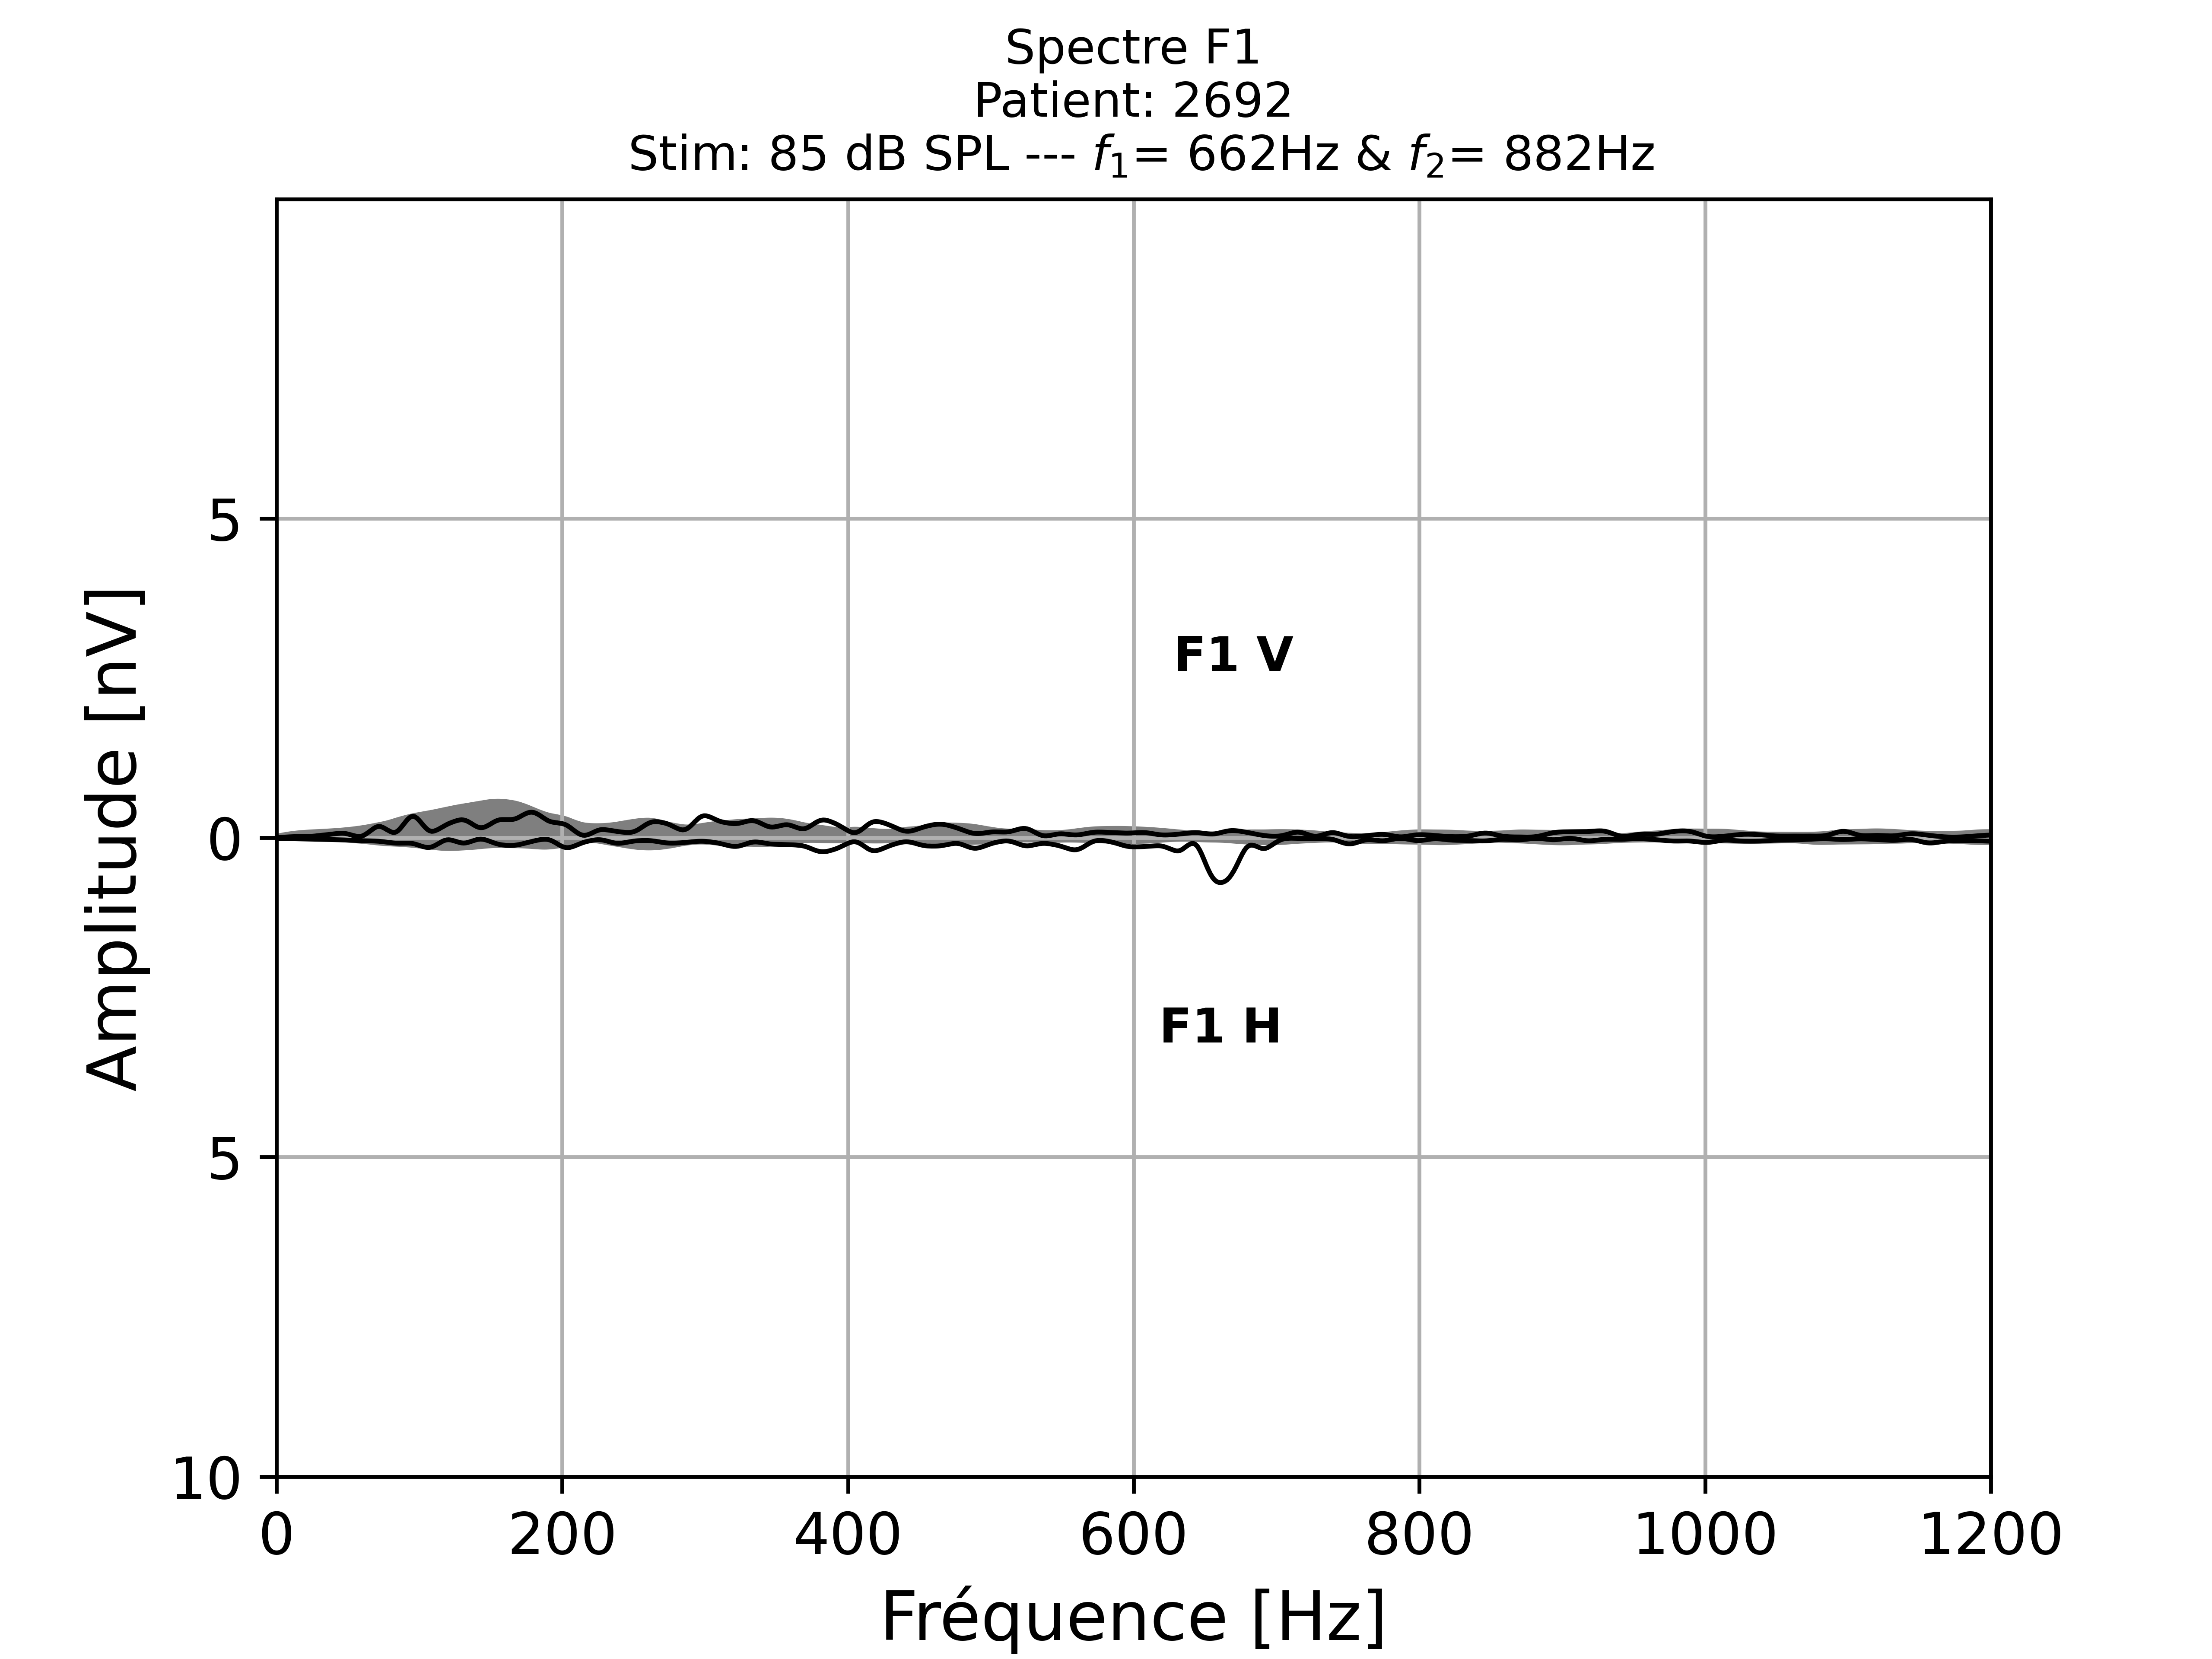 Spectre F1
Patient: 2692
Stim: 85 dB SPL --- f₁= 662Hz & f₂= 882Hz
5
F1 V
0
Amplitude [nV]
F1 H
5
10
0 200 400 600 800 1000 1200
Fréquence [Hz]